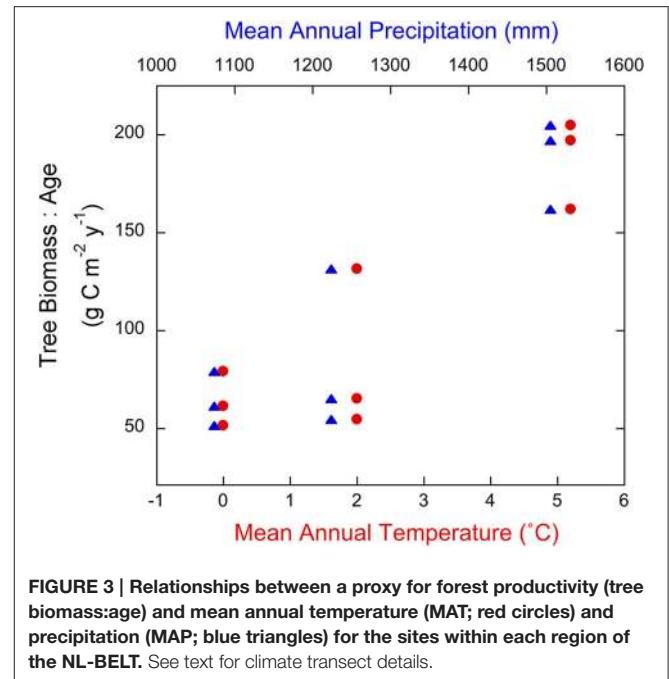 Mean Annual Precipitation (mm)
1000 1100 1200 1300 1400 1500 1600
Tree Biomass : Age
(g C m⁻² y⁻¹)
200
150
100
50
-1 0 1 2 3 4 5 6
Mean Annual Temperature (˚C)
FIGURE 3 | Relationships between a proxy for forest productivity (tree
biomass:age) and mean annual temperature (MAT; red circles) and
precipitation (MAP; blue triangles) for the sites within each region of
the NL-BELT. See text for climate transect details.